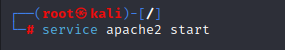 ┌──(root㉿kali)-[/]
└─# service apache2 start